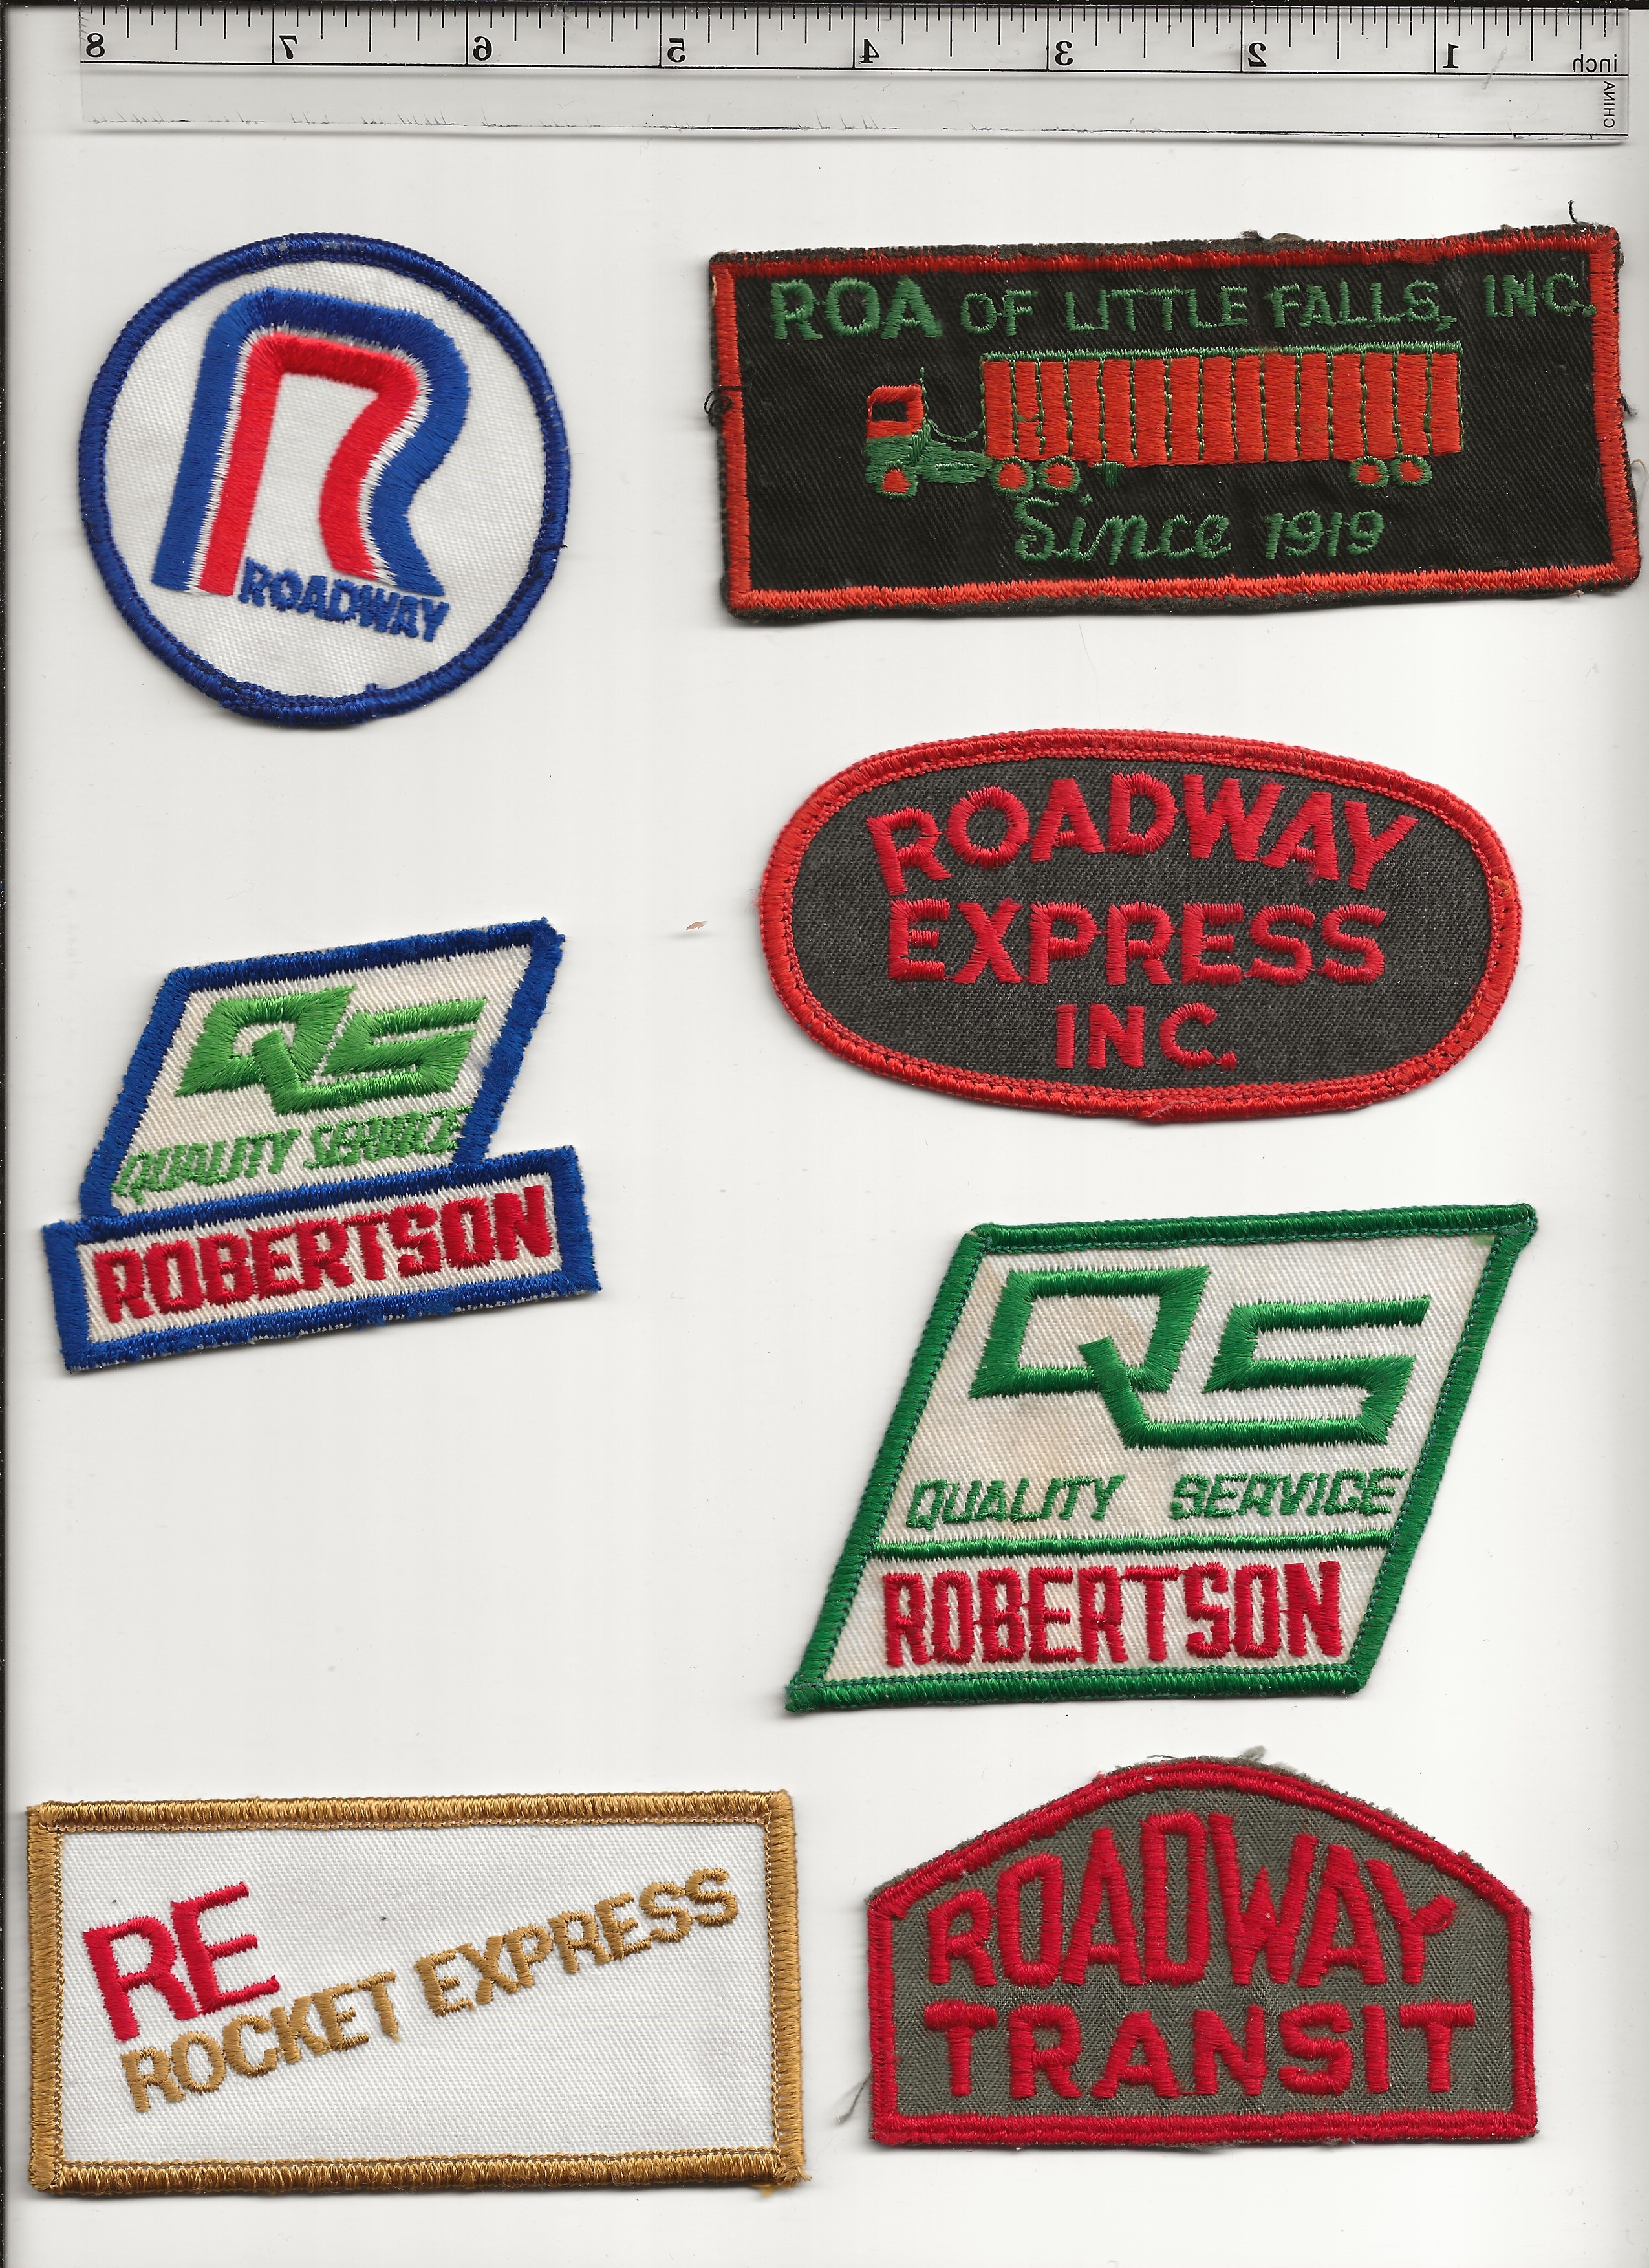 8 7 6 5 4 3 2 1 inch
CHINA
ROADWAY
ROA OF LITTLE FALLS, INC.
Since 1919
ROADWAY
EXPRESS
INC.
QS
QUALITY SERVICE
ROBERTSON
QS
QUALITY SERVICE
ROBERTSON
RE
ROCKET EXPRESS
ROADWAY
TRANSIT